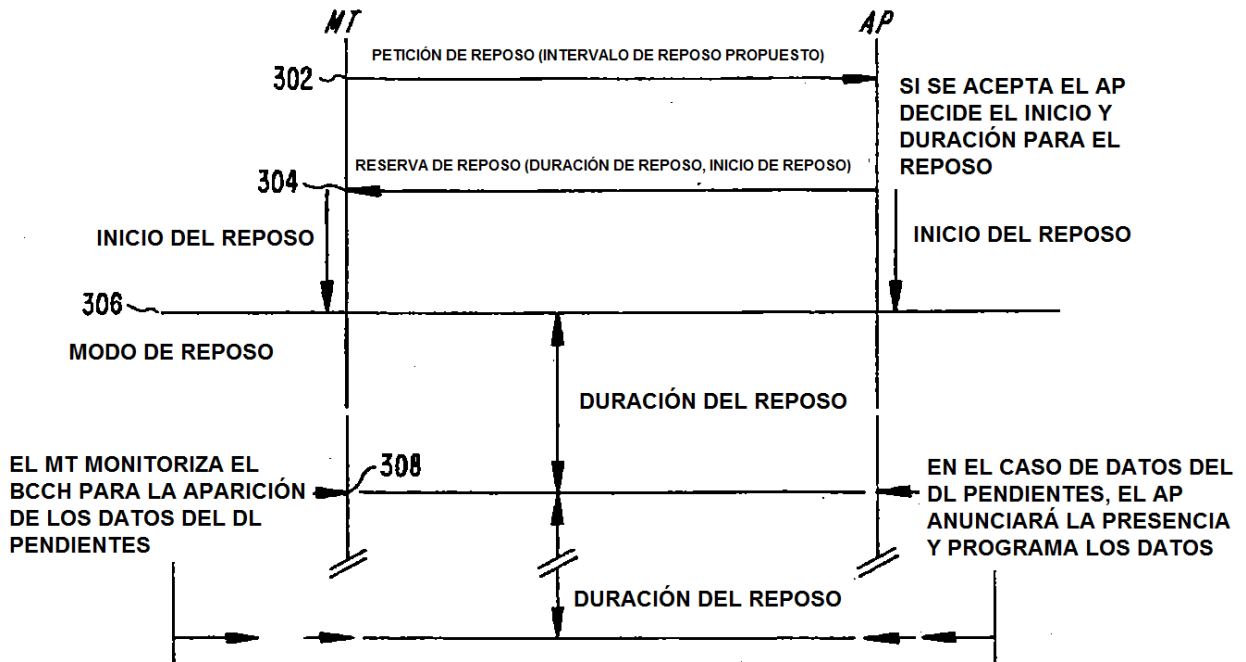 MT
AP
PETICIÓN DE REPOSO (INTERVALO DE REPOSO PROPUESTO)
302
SI SE ACEPTA EL AP
DECIDE EL INICIO Y
DURACIÓN PARA EL
REPOSO
RESERVA DE REPOSO (DURACIÓN DE REPOSO, INICIO DE REPOSO)
304
INICIO DEL REPOSO
INICIO DEL REPOSO
306
MODO DE REPOSO
DURACIÓN DEL REPOSO
EL MT MONITORIZA EL
BCCH PARA LA APARICIÓN
DE LOS DATOS DEL DL
PENDIENTES
308
EN EL CASO DE DATOS DEL
DL PENDIENTES, EL AP
ANUNCIARÁ LA PRESENCIA
Y PROGRAMA LOS DATOS
DURACIÓN DEL REPOSO